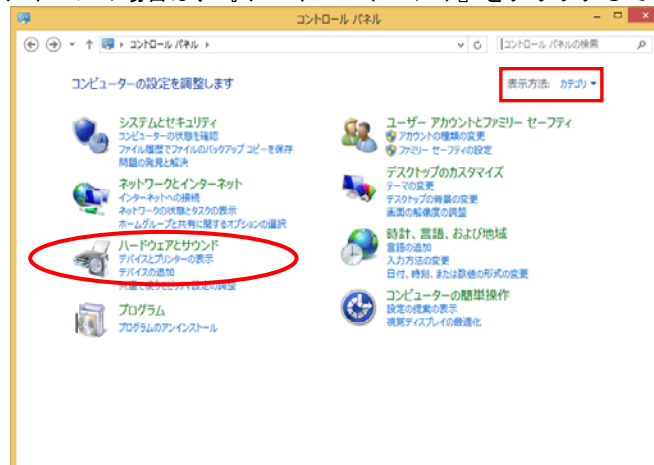 コントロール パネル
コントロール パネル
コントロール パネルの検索
コンピューターの設定を調整します
表示方法: カテゴリ
システムとセキュリティ
コンピューターの状態を確認
ファイル履歴でファイルのバックアップ コピーを保存
問題の発見と解決
ネットワークとインターネット
インターネットへの接続
ネットワークの状態とタスクの表示
ホームグループと共有に関するオプションの選択
ハードウェアとサウンド
デバイスとプリンターの表示
デバイスの追加
共通で使うモビリティ設定の調整
プログラム
プログラムのアンインストール
ユーザー アカウントとファミリー セーフティ
アカウントの種類の変更
ファミリー セーフティの設定
デスクトップのカスタマイズ
テーマの変更
デスクトップの背景の変更
画面の解像度の調整
時計、言語、および地域
言語の追加
入力方法の変更
日付、時刻、または数値の形式の変更
コンピューターの簡単操作
設定の提案の表示
視覚ディスプレイの最適化